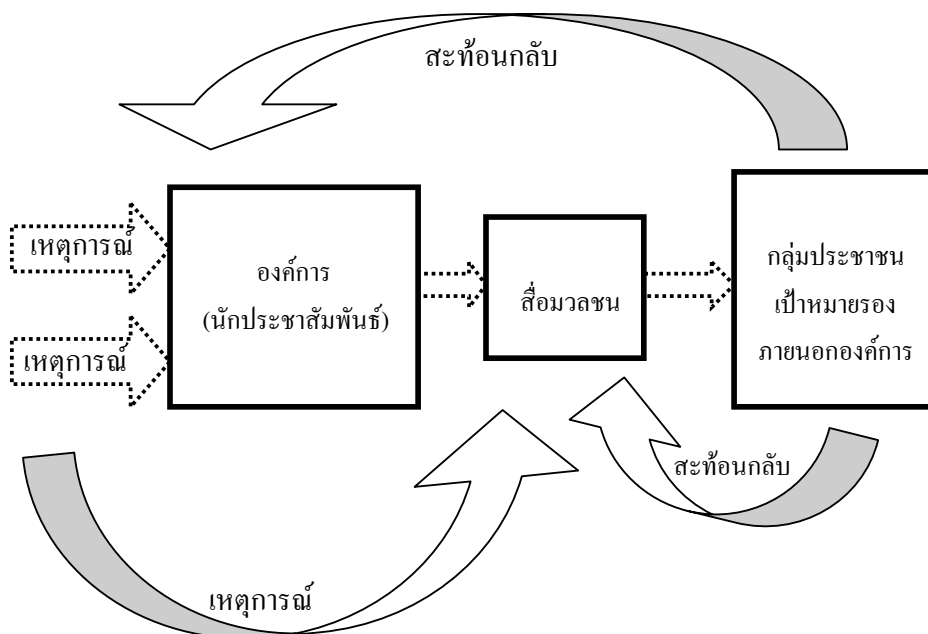 สะท้อนกลับ
เหตุการณ์
เหตุการณ์
องค์การ
(นักประชาสัมพันธ์)
สื่อมวลชน
กลุ่มประชาชน
เป้าหมายรอง
ภายนอกองค์การ
สะท้อนกลับ
เหตุการณ์